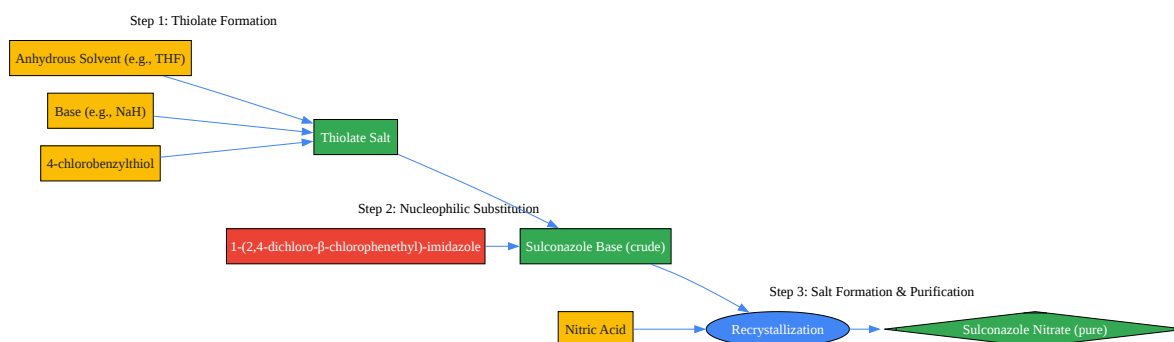 Step 1: Thiolate Formation
Anhydrous Solvent (e.g., THF)
Base (e.g., NaH)
Thiolate Salt
4-chlorobenzylthiol
Step 2: Nucleophilic Substitution
1-(2,4-dichloro-β-chlorophenethyl)-imidazole
Sulconazole Base (crude)
Step 3: Salt Formation & Purification
Nitric Acid
Recrystallization
Sulconazole Nitrate (pure)